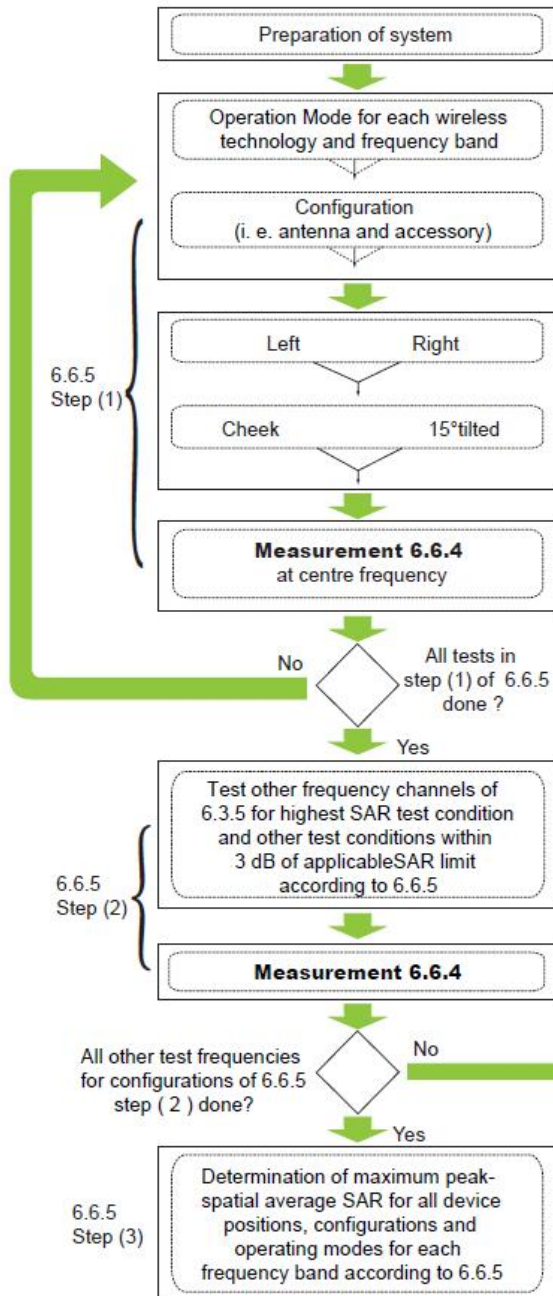 Preparation of system
Operation Mode for each wireless
technology and frequency band
Configuration
(i. e. antenna and accessory)
6.6.5
Step (1)
Left Right
Cheek 15°tilted
Measurement 6.6.4
at centre frequency
No
All tests in
step (1) of 6.6.5
done ?
Yes
Test other frequency channels of
6.3.5 for highest SAR test condition
and other test conditions within
3 dB of applicableSAR limit
according to 6.6.5
6.6.5
Step (2)
Measurement 6.6.4
All other test frequencies
for configurations of 6.6.5
step ( 2 ) done?
No
Yes
6.6.5
Step (3)
Determination of maximum peak-
spatial average SAR for all device
positions, configurations and
operating modes for each
frequency band according to 6.6.5